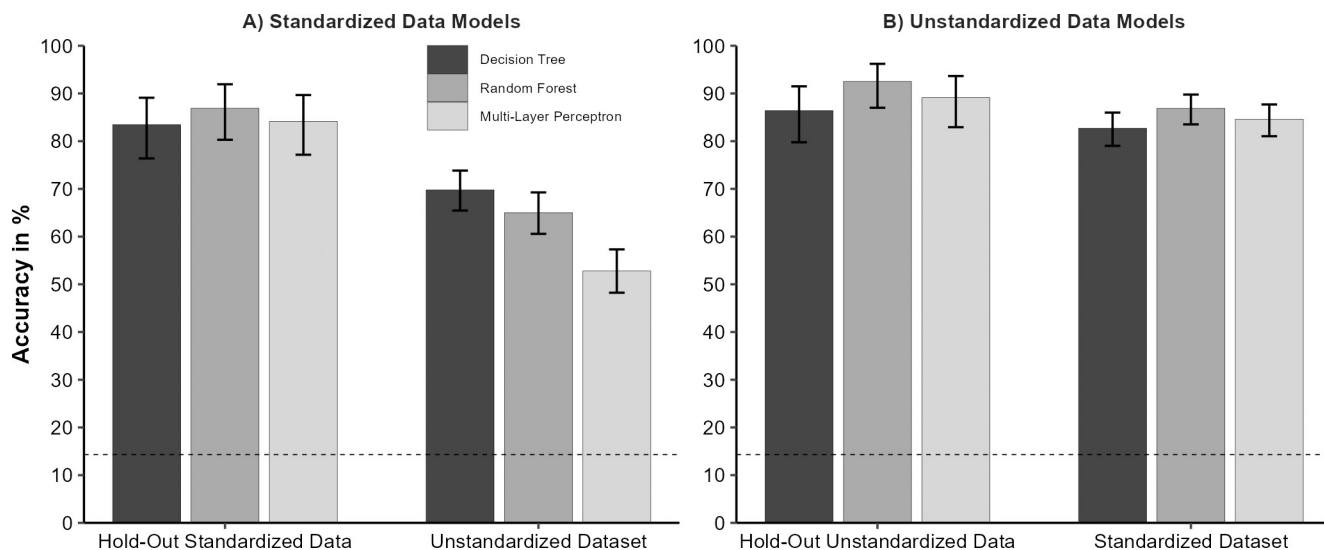 A) Standardized Data Models
Accuracy in %
100
90
80
70
60
50
40
30
20
10
0
Decision Tree
Random Forest
Multi-Layer Perceptron
Hold-Out Standardized Data
Unstandardized Dataset
B) Unstandardized Data Models
100
90
80
70
60
50
40
30
20
10
0
Hold-Out Unstandardized Data
Standardized Dataset